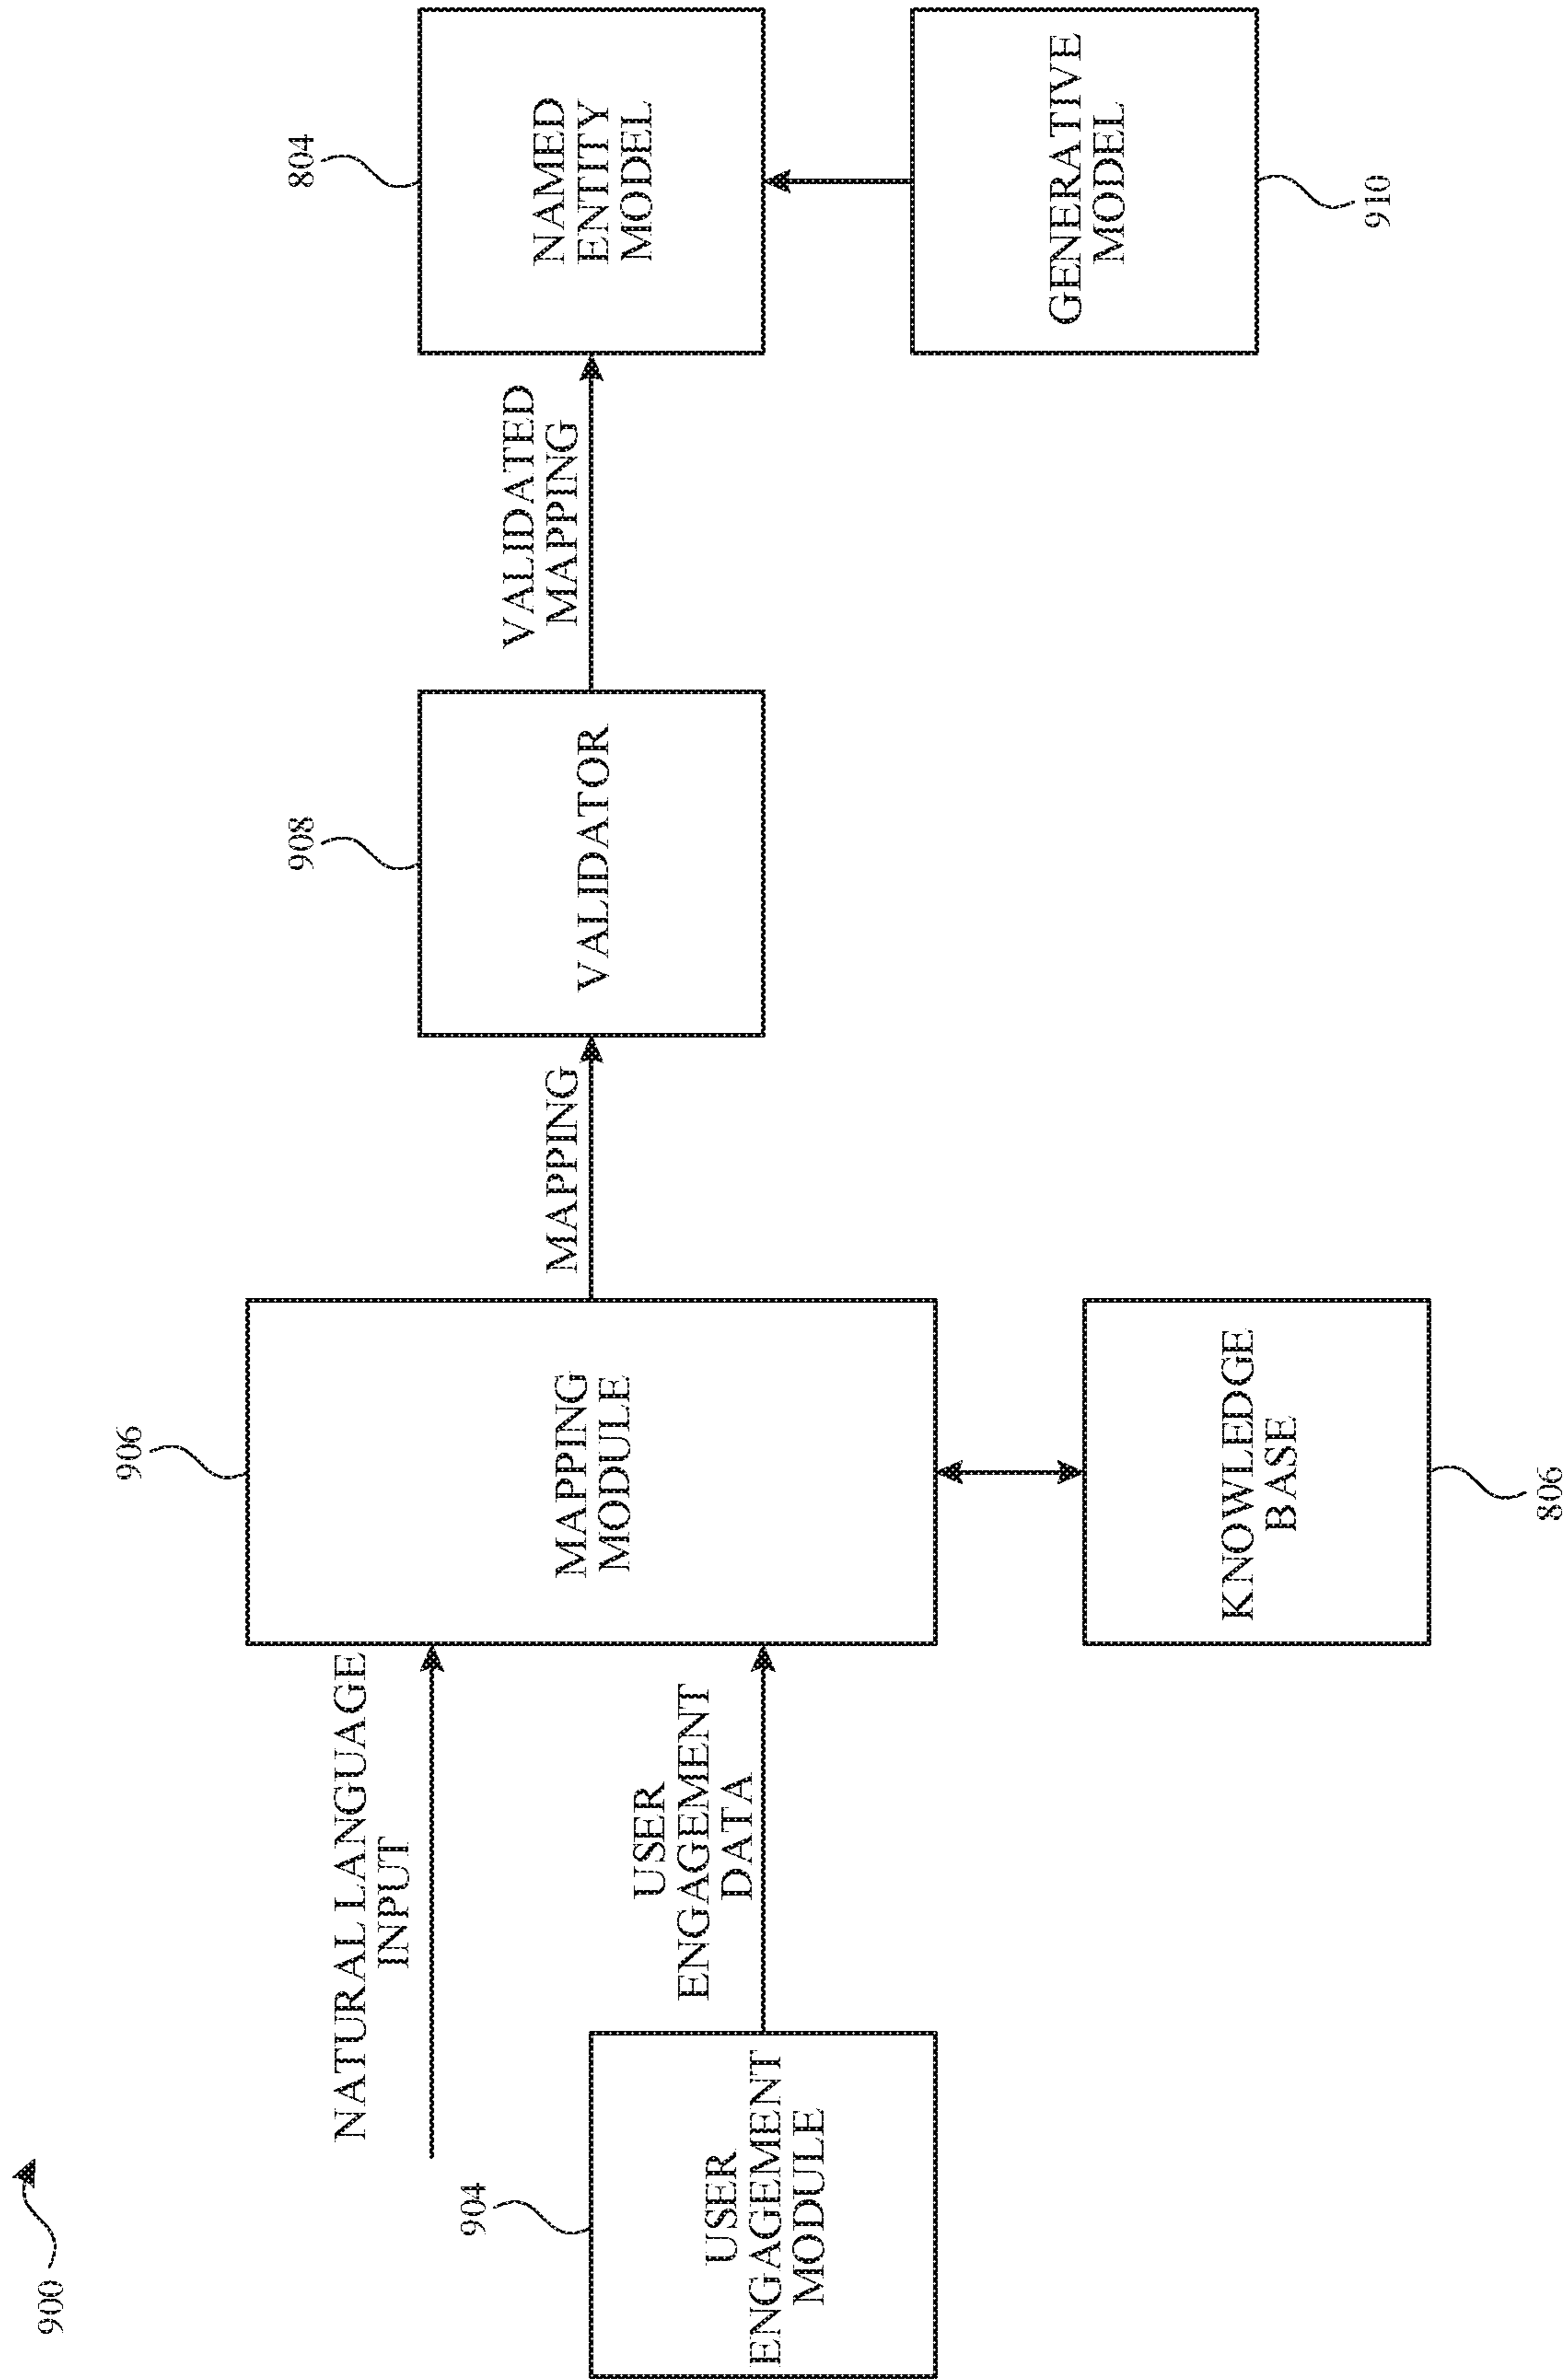 900
NATURAL LANGUAGE
INPUT
904
USER
ENGAGEMENT
MODULE
USER
ENGAGEMENT
DATA
906
MAPPING
MODULE
KNOWLEDGE
BASE
806
MAPPING
908
VALIDATOR
VALIDATED
MAPPING
804
NAMED
ENTITY
MODEL
GENERATIVE
MODEL
910